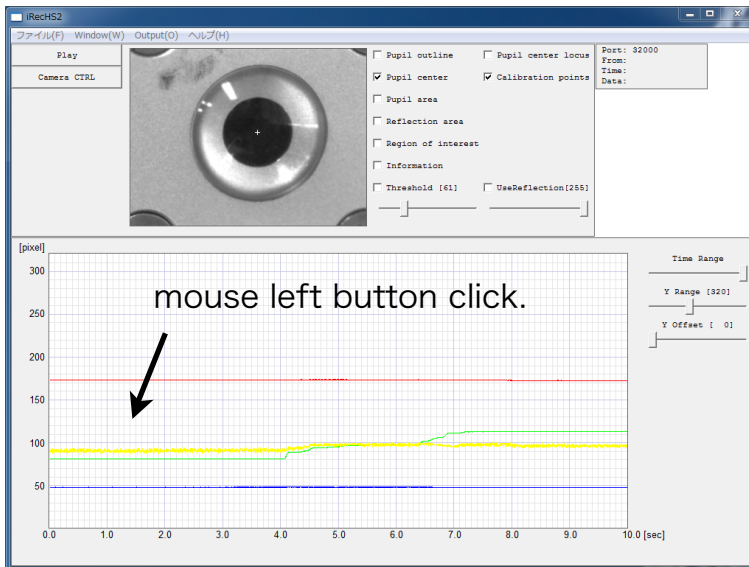 iRecHS2
ファイル(F) Window(W) Output(O) ヘルプ(H)
Play
Camera CTRL
Pupil outline
Pupil center locus
Pupil center
Calibration points
Pupil area
Reflection area
Region of interest
Information
Threshold [61]
UseReflection[255]
Port: 32000
From:
Time:
Data:
[pixel]
300
250
200
150
100
50
0.0 1.0 2.0 3.0 4.0 5.0 6.0 7.0 8.0 9.0 10.0 [sec]
mouse left button click.
Time Range
Y Range [320]
Y Offset [ 0]